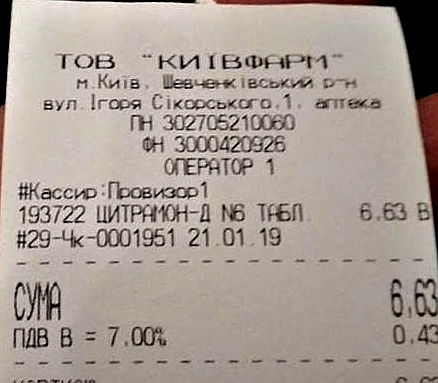 ТОВ "КИЇВФАРМ"
м.Київ, Шевченківський р-н
вул.Ігоря Сікорського,1, аптека
ПН 302705210060
ФН 3000420926
ОПЕРАТОР 1
#Кассир:Провизор1
193722 ЦИТРАМОН-Д N6 ТАБЛ. 6,63 В
#29-Чк-0001951 21.01.19
СУМА 6,63
ПДВ В = 7,00% 0,43